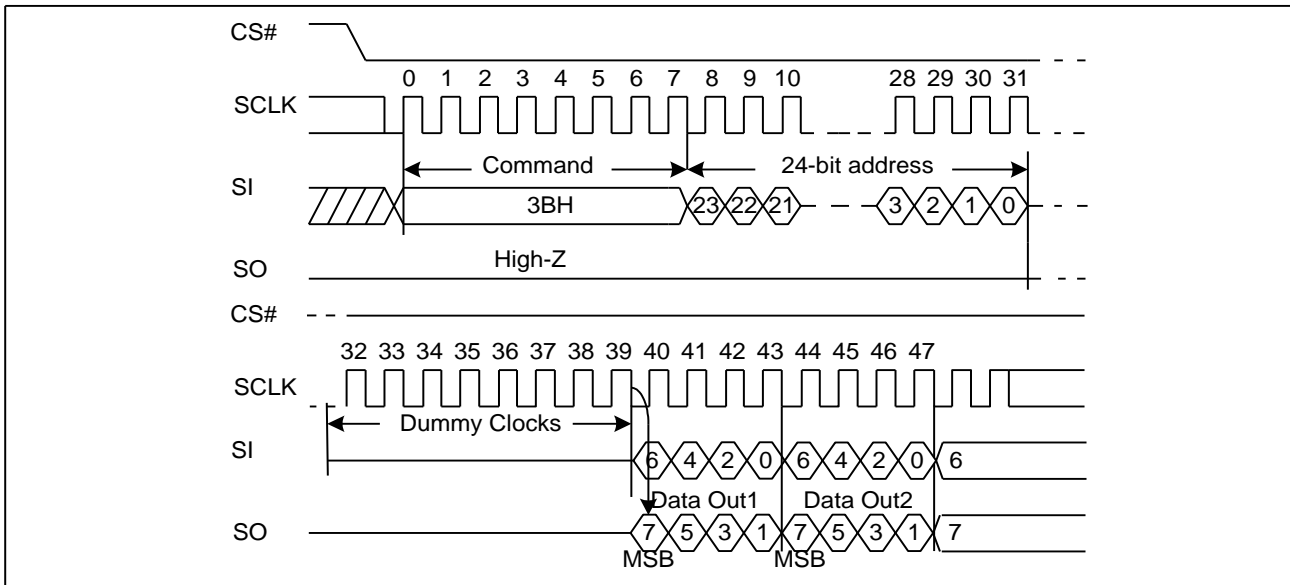 CS#
0 1 2 3 4 5 6 7 8 9 10 28 29 30 31
SCLK
Command 24-bit address
SI
3BH 23 22 21 3 2 1 0
High-Z
SO
CS#
32 33 34 35 36 37 38 39 40 41 42 43 44 45 46 47
SCLK
Dummy Clocks
SI
6 4 2 0 6 4 2 0 6
Data Out1 Data Out2
SO
7 5 3 1 7 5 3 1 7
MSB MSB